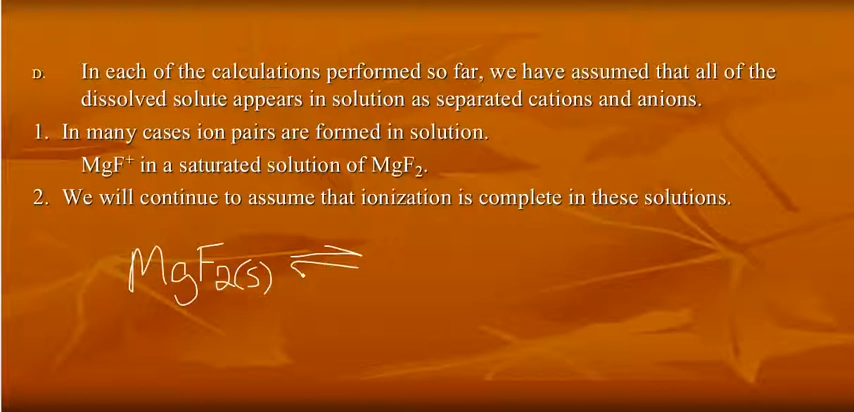 D. In each of the calculations performed so far, we have assumed that all of the
dissolved solute appears in solution as separated cations and anions.
1. In many cases ion pairs are formed in solution.
MgF⁺ in a saturated solution of MgF₂.
2. We will continue to assume that ionization is complete in these solutions.
MgF₂(s) ⇌